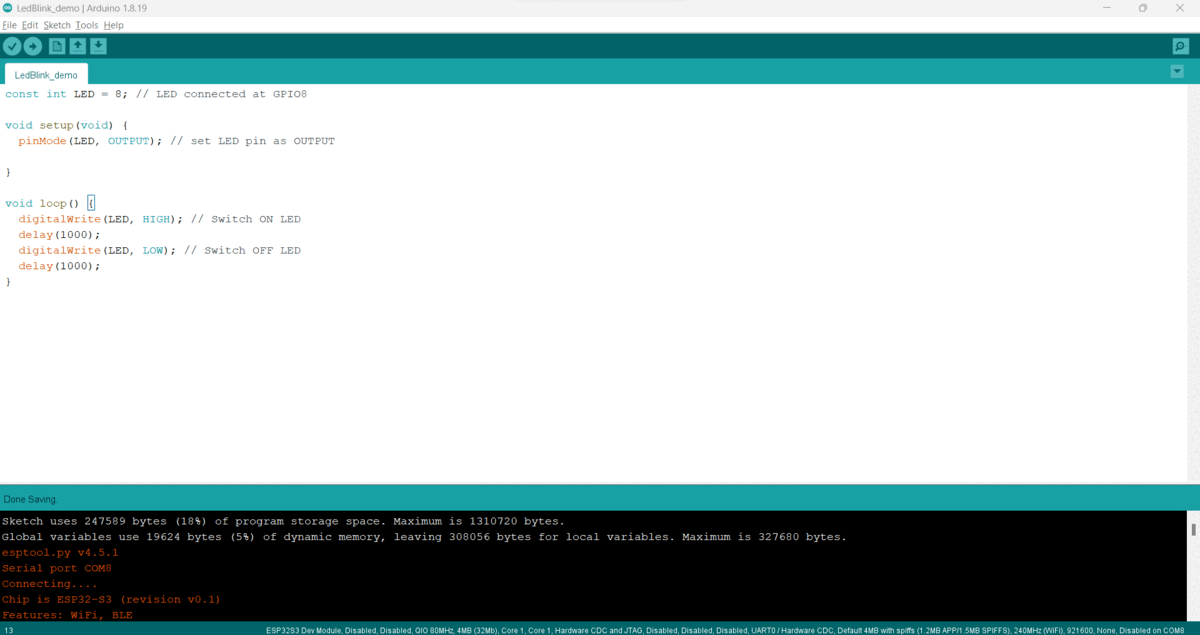 LedBlink_demo | Arduino 1.8.19
File Edit Sketch Tools Help
LedBlink_demo
const int LED = 8; // LED connected at GPIO8
void setup(void) {
pinMode(LED, OUTPUT); // set LED pin as OUTPUT
}
void loop() {
digitalWrite(LED, HIGH); // Switch ON LED
delay(1000);
digitalWrite(LED, LOW); // Switch OFF LED
delay(1000);
}
Done Saving.
Sketch uses 247589 bytes (18%) of program storage space. Maximum is 1310720 bytes.
Global variables use 19624 bytes (5%) of dynamic memory, leaving 308056 bytes for local variables. Maximum is 327680 bytes.
esptool.py v4.5.1
Serial port COM8
Connecting....
Chip is ESP32-S3 (revision v0.1)
Features: WiFi, BLE
13 ESP32S3 Dev Module, Disabled, Disabled, QIO 80MHz, 4MB (32Mb), Core 1, Core 1, Hardware CDC and JTAG, Disabled, Disabled, Disabled, UART0 / Hardware CDC, Default 4MB with spiffs (1.2MB APP/1.5MB SPIFFS), 240MHz (WiFi), 921600, None, Disabled on COM8